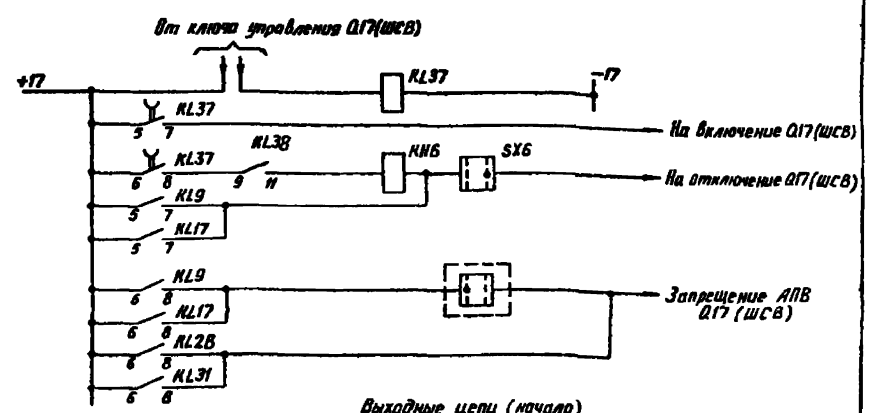 От ключа управления Q17(ШСВ)
+17
KL37
-17
KL37
5 7
На включение Q17(ШСВ)
KL37
6 8
KL38
9 11
КН6
SX6
На отключение Q17(ШСВ)
KL9
5 7
KL17
5 7
KL9
6 8
Запрещение АПВ
Q17 (ШСВ)
KL17
6 8
KL28
6 8
KL31
6 8
Выходные цепи (начало)